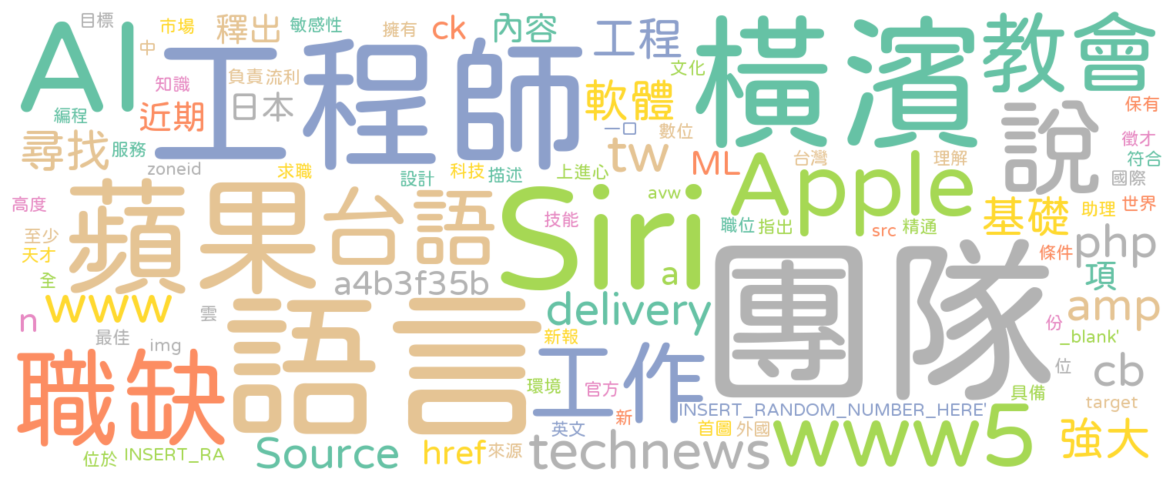 目標
市場
釋出
敏感性
擁有
ck
內容
工程
橫濱
教會
AI
工程師
中
知識
負責
流利
文化
編程
近期
日本
軟體
一口
數位
說
保有
徵才
尋找
服務
zoneid
求職
科技
設計
描述
上進心
tw
ML
台灣
理解
符合
國際
高度
蘋果
台語
Siri
avw
Apple
技能
職位
指出
src
精通
基礎
助理
世界
至少
天才
全
a4b3f35b
a
團隊
條件
php
項
www
雲
語言
delivery
amp
n
最佳
img
新報
份
_blank'
職缺
工作
環境
官方
位
cb
具備
target
INSERT_RANDOM_NUMBER_HERE'
新
英文
首圖
外國
www5
強大
位於
INSERT_RA
Source
href
來源
technews